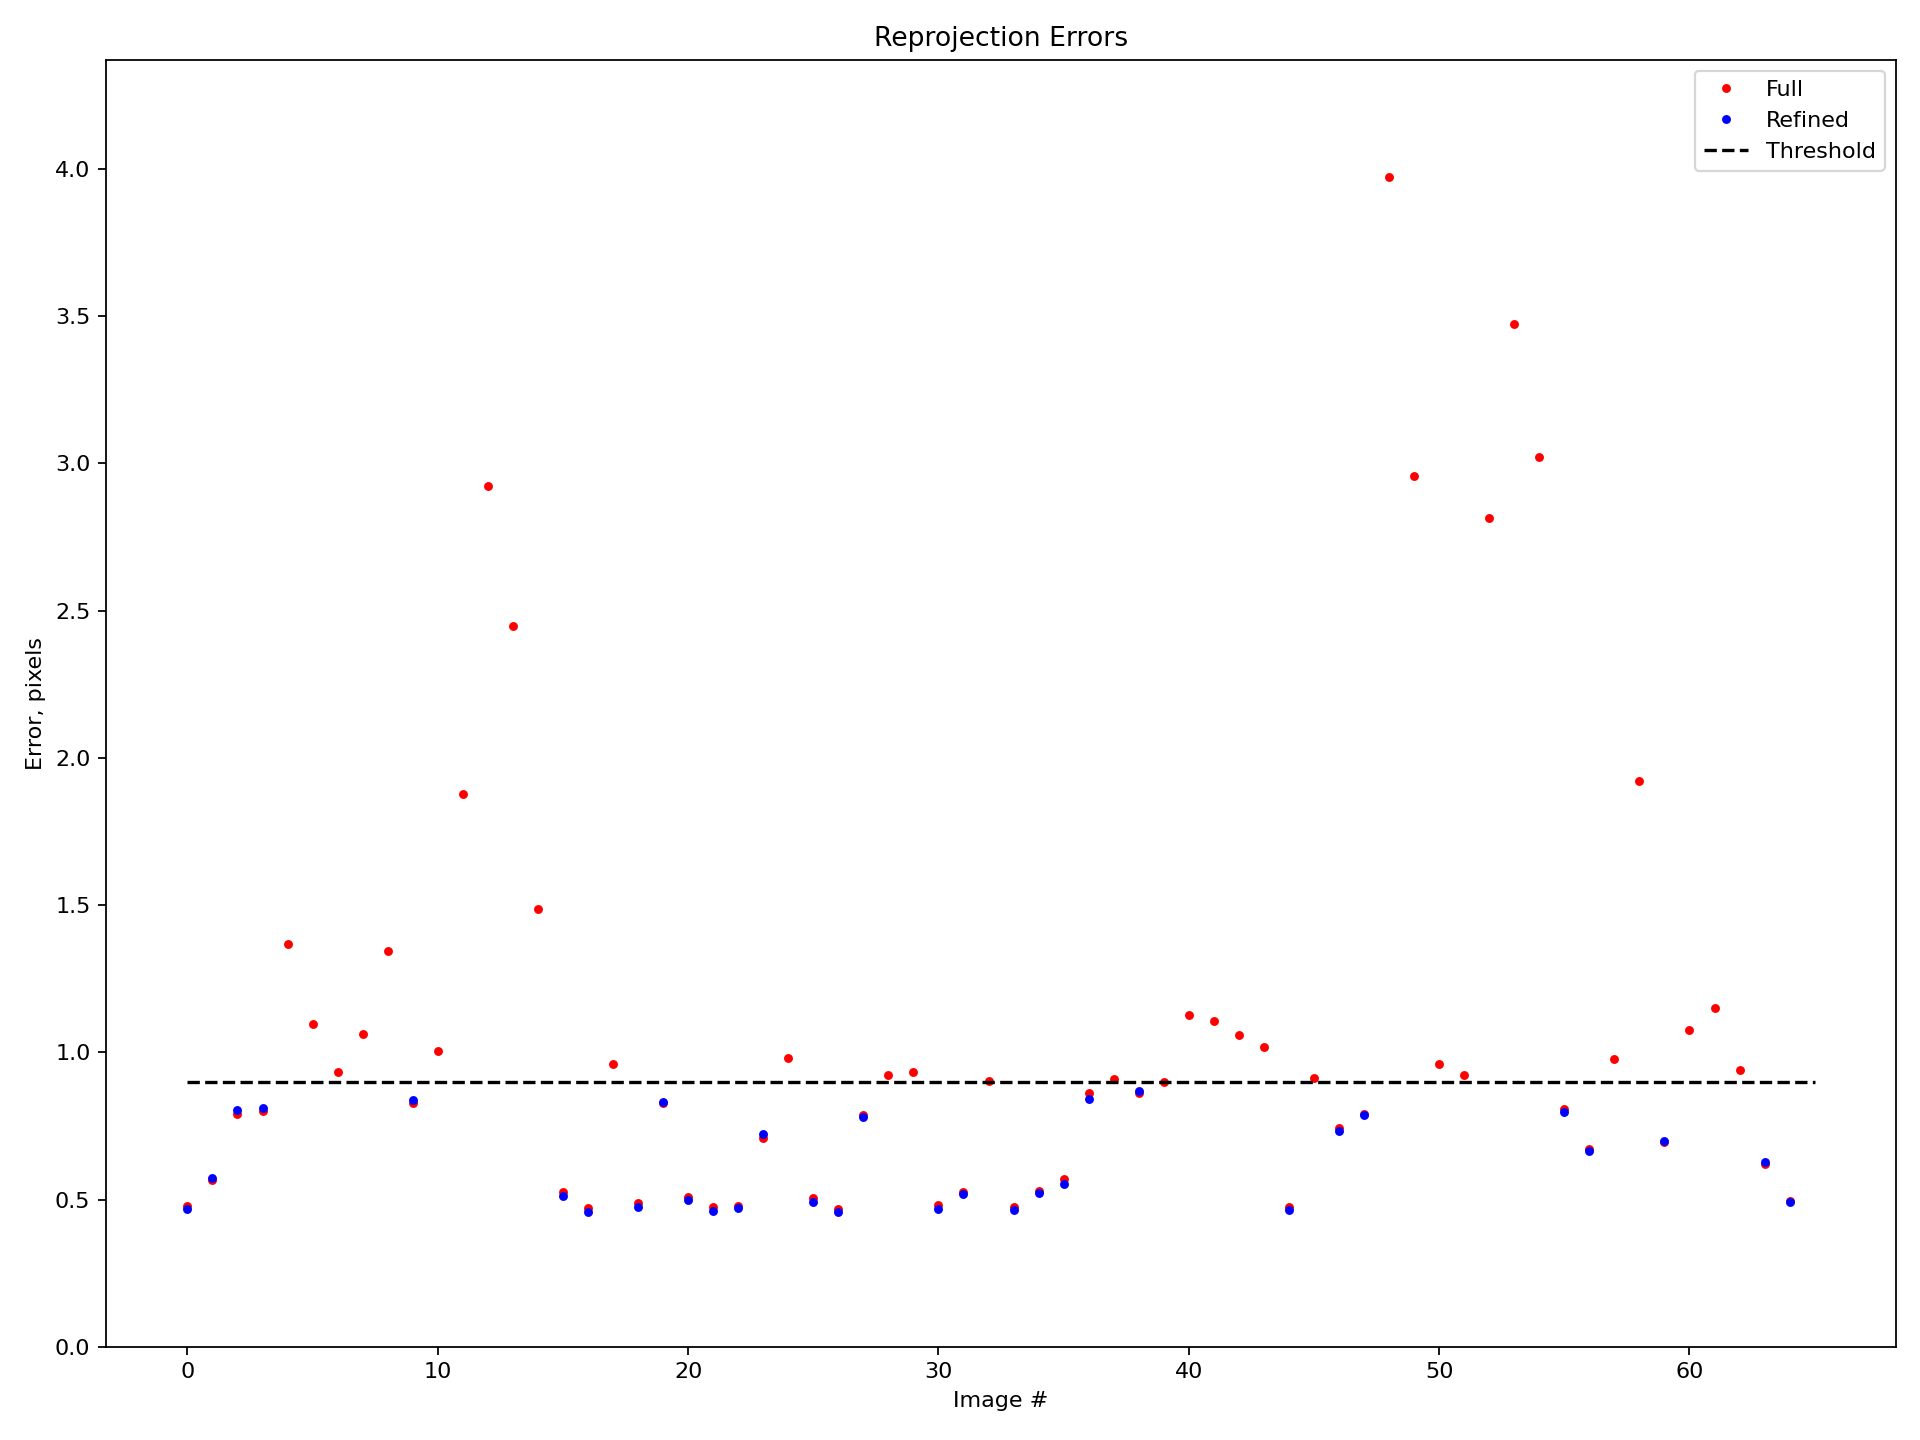 Reprojection Errors
Full
Refined
Threshold
4.0
3.5
3.0
2.5
2.0
1.5
1.0
0.5
0.0
Error, pixels
0 10 20 30 40 50 60
Image #